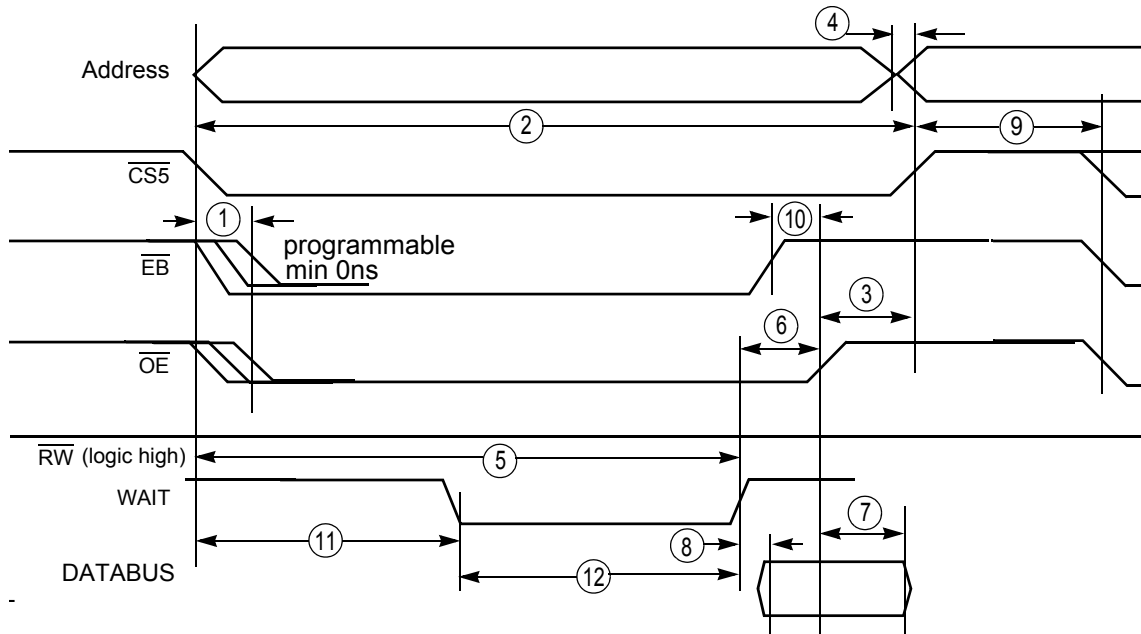 4
Address
2
9
CS5
1
10
programmable
min 0ns
EB
3
6
OE
RW (logic high)
5
WAIT
7
11
8
12
DATABUS